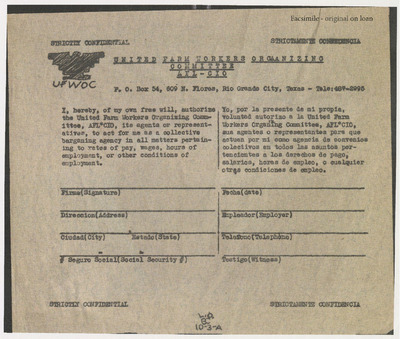 Facsimile - original on loan
STRICTLY CONFIDENTIAL STRICTAMENTE CONFIDENCIA
UNITED FARM WORKERS ORGANIZING
COMMITTEE
AFL-CIO
UFWOC
P. O. Box 54, 609 N. Flores, Rio Grande City, Texas - Tele: 487-2995
I, hereby, of my own free will, authorize
the United Farm Workers Organizing Commit-
tee, AFL°CIO, its agents or represent-
atives, to act for me as a collective
bargaining agency in all matters pertain-
ing to rates of pay, wages, hours of
employment, or other conditions of
employment.
Yo, por la presente de mi propia,
voluntad autorizo a la United Farm
Workers Organizing Committee, AFL°CIO,
sus agentes o representantes para que
actuen por mi como agencia de convenios
colectivos en todos los asuntos per-
tencientes a los derechos de pago,
salarios, horas de empleo, o cualquier
otras condiciones de empleo.
Firma(Signature) Fecha(date)
Direccion(Address) Empleador(Employer)
Ciudad(City) Estado(State) Telefono(Telephone)
# Seguro Social(Social Security #) Testigo(Witness)
STRICTLY CONFIDENTIAL STRICTAMENTE CONFIDENCIA
10-3-A